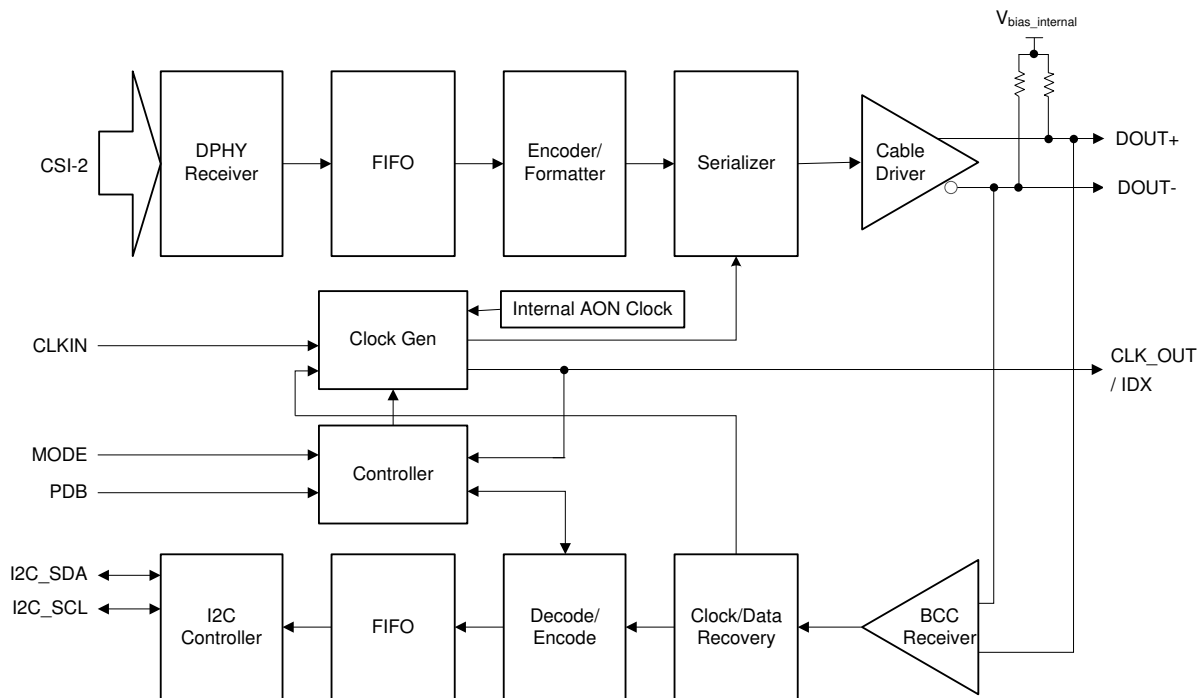 V bias_internal
CSI-2
DPHY
Receiver
FIFO
Encoder/
Formatter
Serializer
Cable
Driver
DOUT+
DOUT-
Internal AON Clock
CLKIN
Clock Gen
CLK_OUT
/ IDX
MODE
PDB
Controller
I2C_SDA
I2C_SCL
I2C
Controller
FIFO
Decode/
Encode
Clock/Data
Recovery
BCC
Receiver